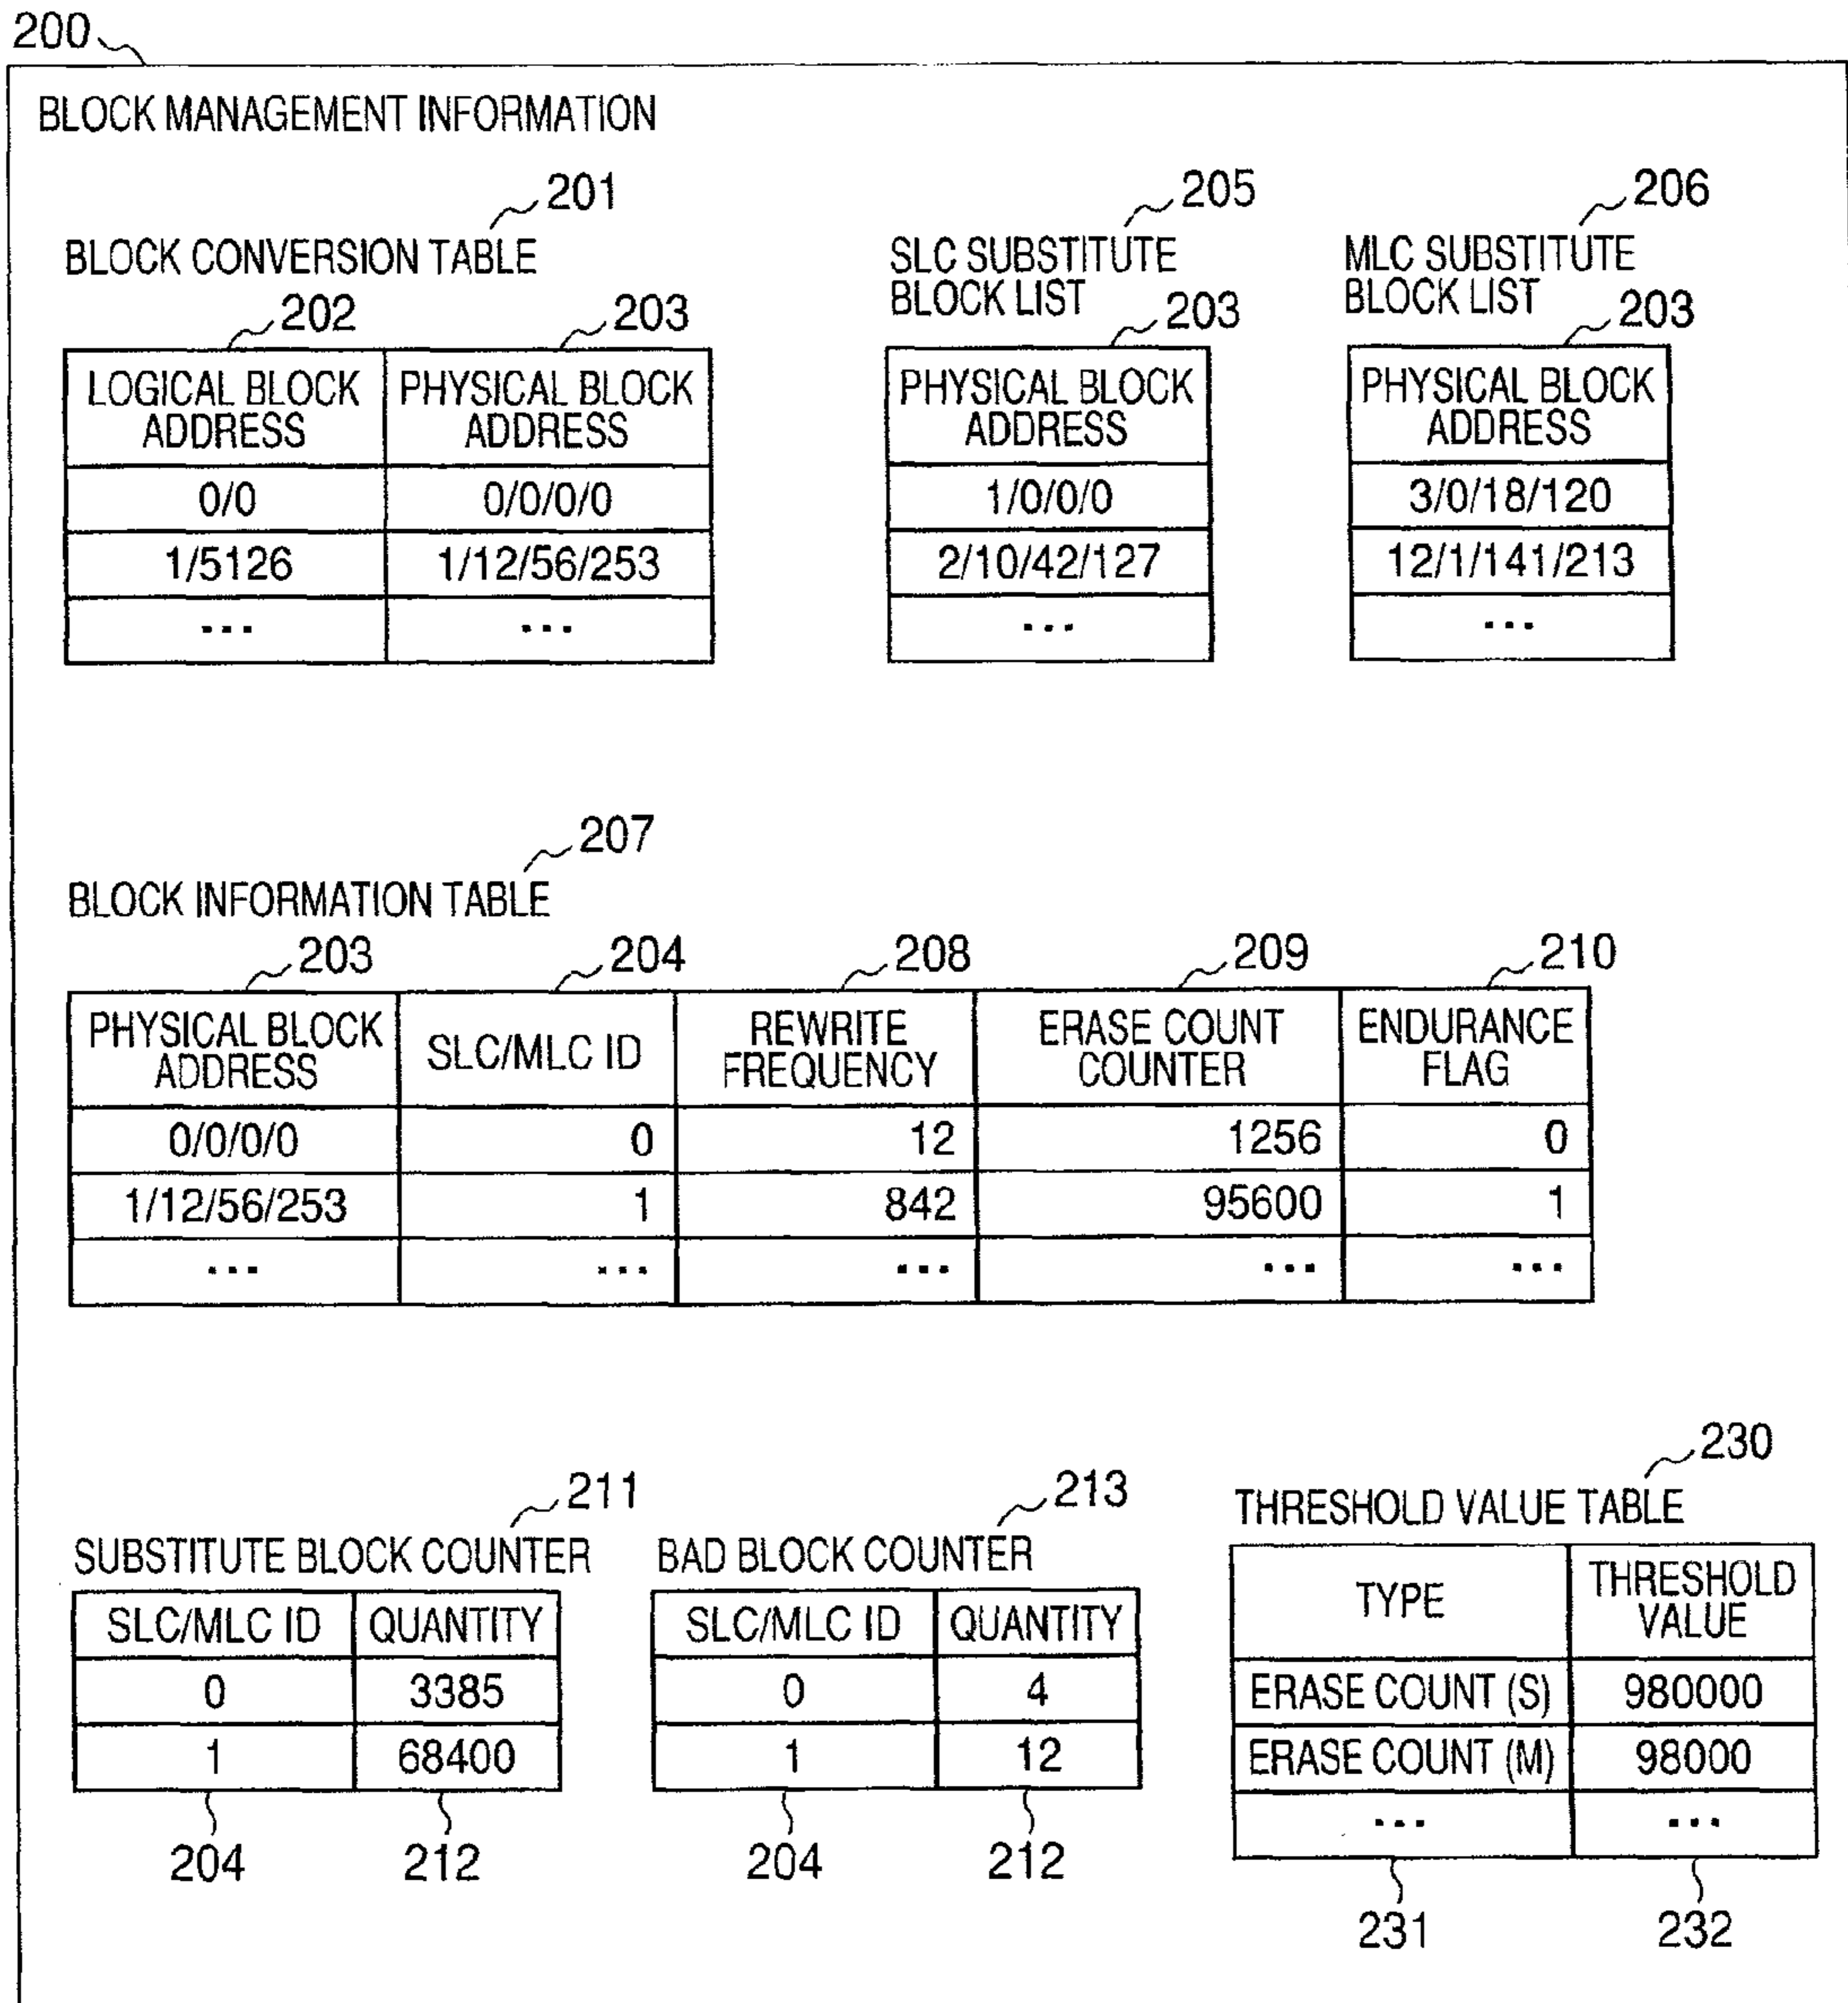 200
BLOCK MANAGEMENT INFORMATION
201
BLOCK CONVERSION TABLE
202
203
LOGICAL BLOCK ADDRESS
PHYSICAL BLOCK ADDRESS
0/0
0/0/0/0
1/5126
1/12/56/253
...
...
205
SLC SUBSTITUTE
BLOCK LIST
203
PHYSICAL BLOCK
ADDRESS
1/0/0/0
2/10/42/127
...
206
MLC SUBSTITUTE
BLOCK LIST
203
PHYSICAL BLOCK
ADDRESS
3/0/18/120
12/1/141/213
...
207
BLOCK INFORMATION TABLE
203 204 208 209 210
PHYSICAL BLOCK ADDRESS
SLC/MLC ID
REWRITE FREQUENCY
ERASE COUNT COUNTER
ENDURANCE FLAG
0/0/0/0 0 12 1256 0
1/12/56/253 1 842 95600 1
... ... ... ... ...
211
SUBSTITUTE BLOCK COUNTER
SLC/MLC ID QUANTITY
0 3385
1 68400
204 212
213
BAD BLOCK COUNTER
SLC/MLC ID QUANTITY
0 4
1 12
204 212
230
THRESHOLD VALUE TABLE
TYPE
THRESHOLD VALUE
ERASE COUNT (S) 980000
ERASE COUNT (M) 98000
... ...
231 232